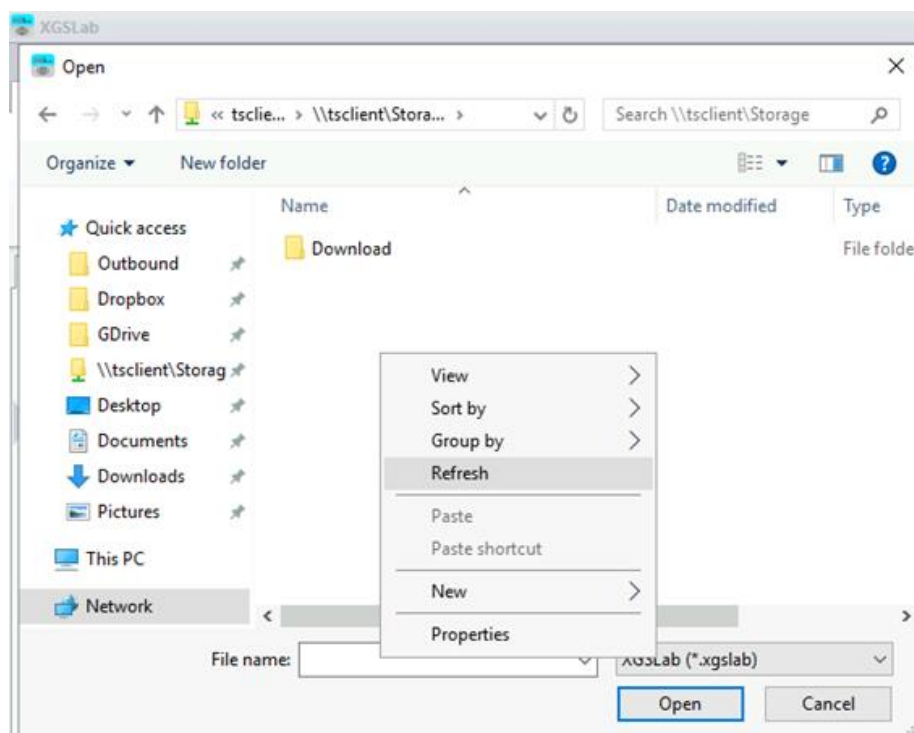 XGSLab
Open
« tsclie... > \\tsclient\Stora... >
Search \\tsclient\Storage
Organize
New folder
Name
Date modified
Type
Quick access
Outbound
Dropbox
GDrive
\\tsclient\Storag
Desktop
Documents
Downloads
Pictures
This PC
Network
Download
File folde
View
Sort by
Group by
Refresh
Paste
Paste shortcut
New
Properties
File name:
XGSLab (*.xgslab)
Open
Cancel